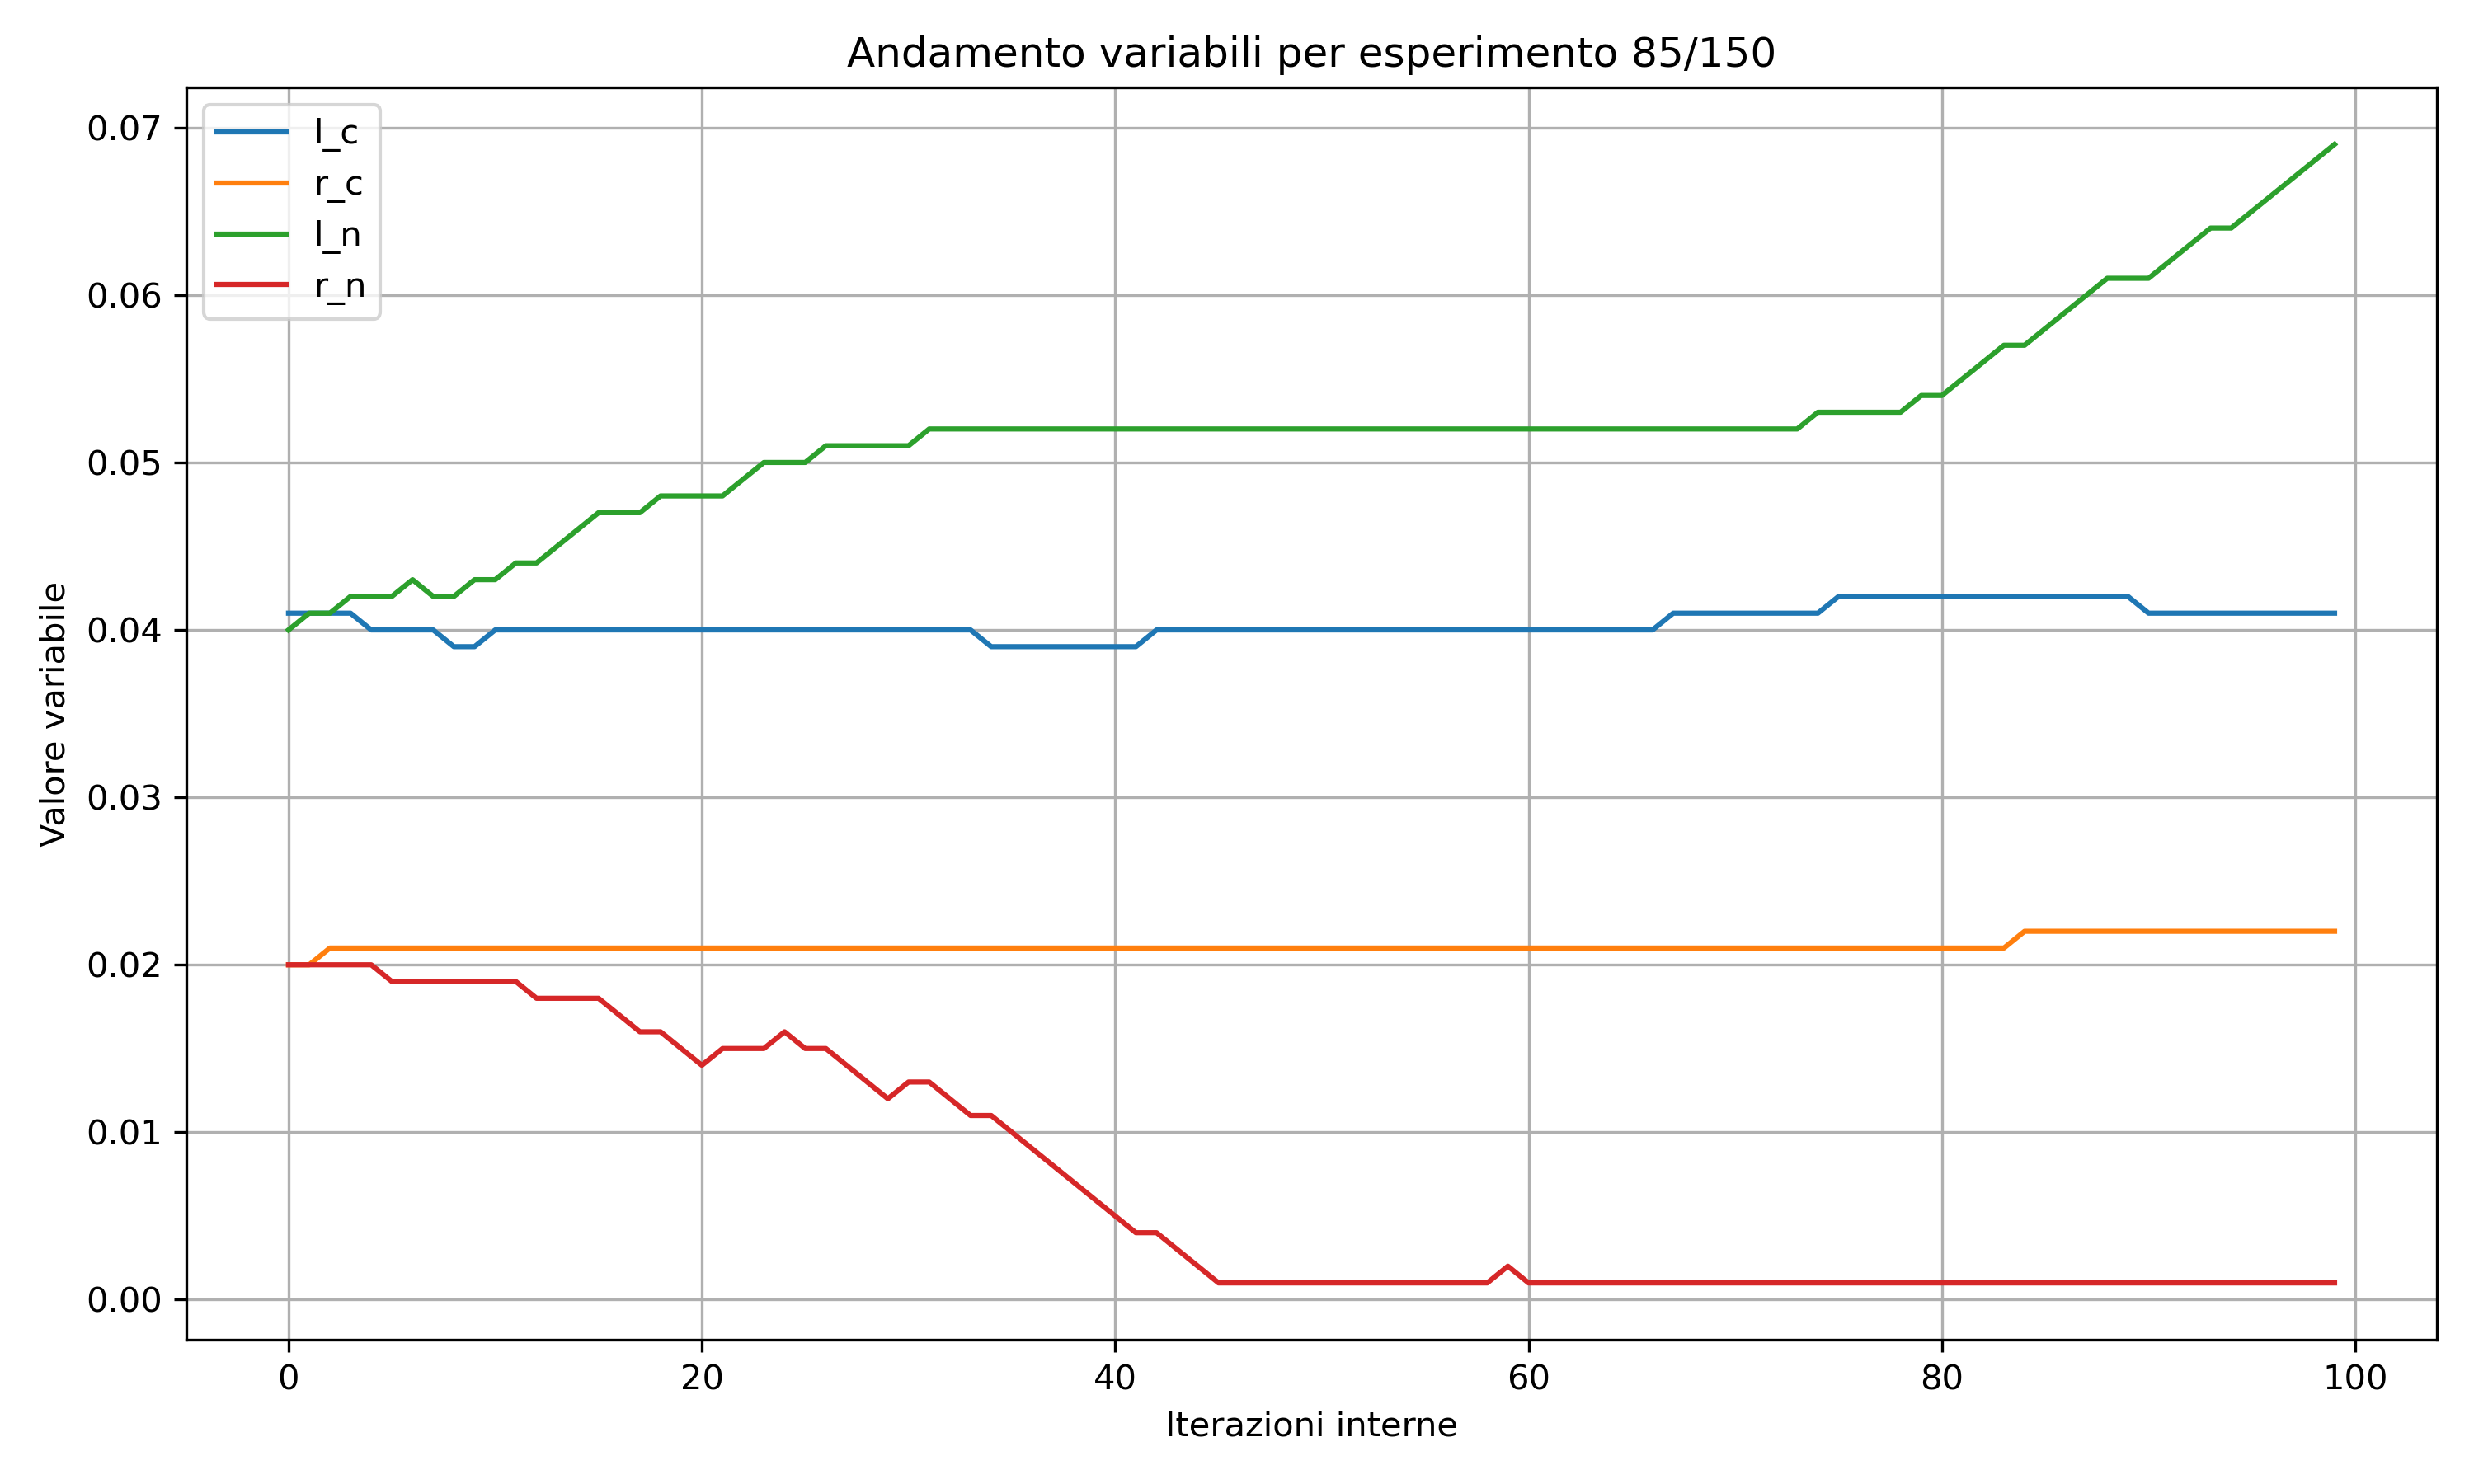 Andamento variabili per esperimento 85/150
l_c
r_c
l_n
r_n
Valore variabile
0.07
0.06
0.05
0.04
0.03
0.02
0.01
0.00
0 20 40 60 80 100
Iterazioni interne